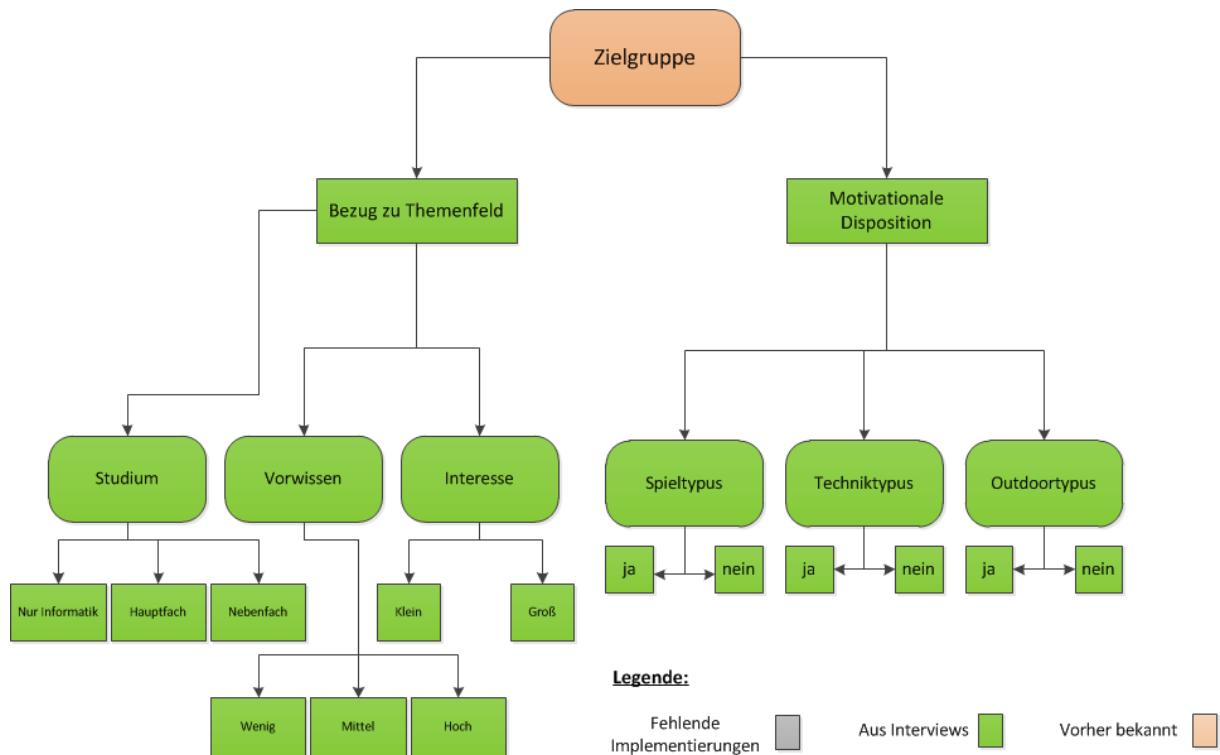 Zielgruppe
Bezug zu Themenfeld
Motivationale
Disposition
Studium
Vorwissen
Interesse
Spieltypus
Techniktypus
Outdoortypus
ja
nein
ja
nein
ja
nein
Nur Informatik
Hauptfach
Nebenfach
Klein
Groß
Wenig
Mittel
Hoch
Legende:
Fehlende
Implementierungen
Aus Interviews
Vorher bekannt